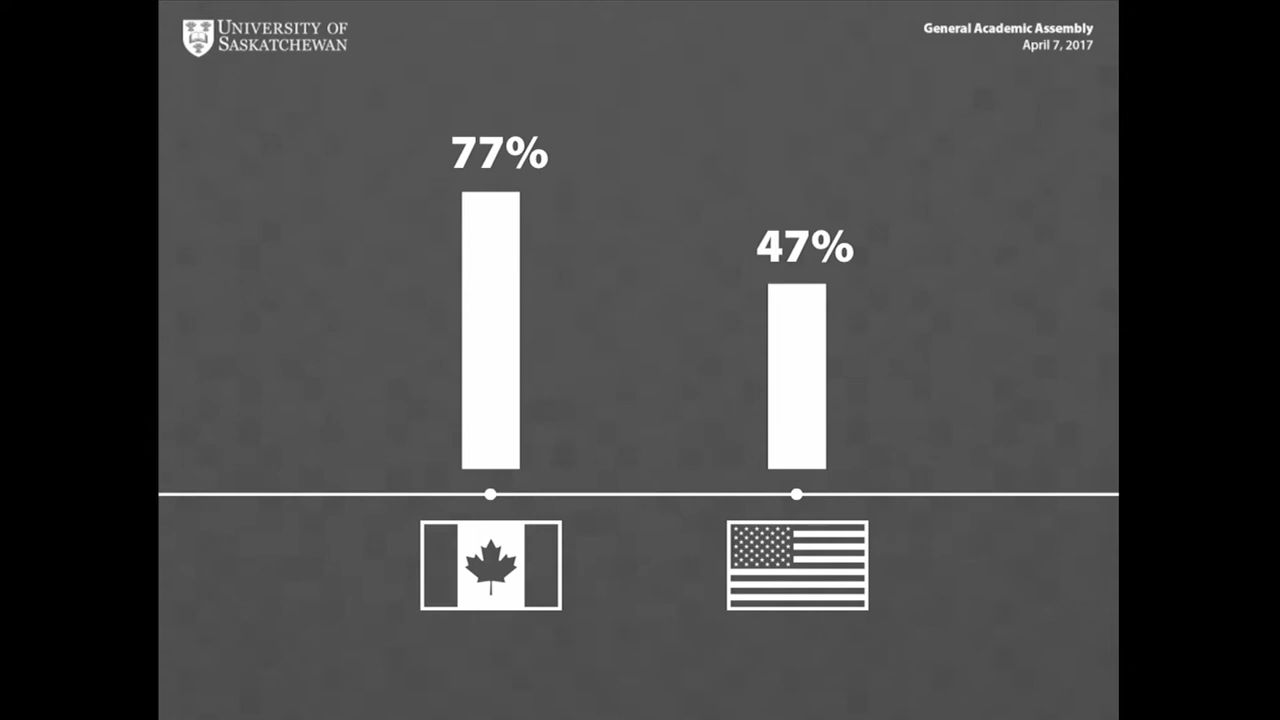 UNIVERSITY OF
SASKATCHEWAN
General Academic Assembly
April 7, 2017
77%
47%